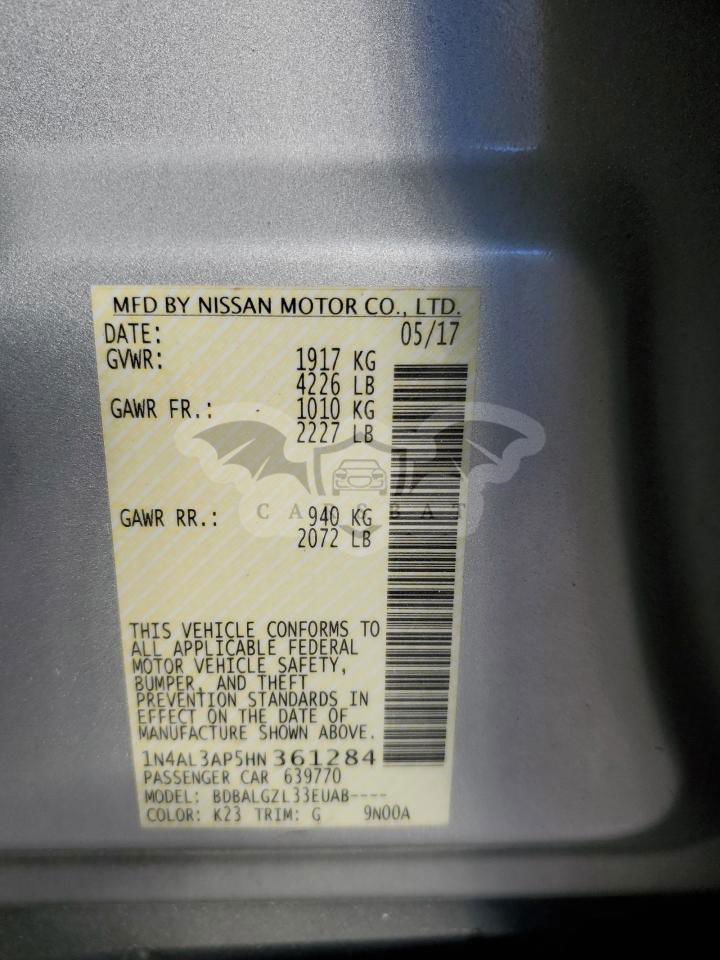 MFD BY NISSAN MOTOR CO., LTD.
DATE: 05/17
GVWR: 1917 KG
4226 LB
GAWR FR.: 1010 KG
2227 LB
CARSBAT
GAWR RR.: 940 KG
2072 LB
THIS VEHICLE CONFORMS TO
ALL APPLICABLE FEDERAL
MOTOR VEHICLE SAFETY,
BUMPER, AND THEFT
PREVENTION STANDARDS IN
EFFECT ON THE DATE OF
MANUFACTURE SHOWN ABOVE.
1N4AL3AP5HN361284
PASSENGER CAR 639770
MODEL: BDBALGZL33EUAB----
COLOR: K23 TRIM: G 9N00A